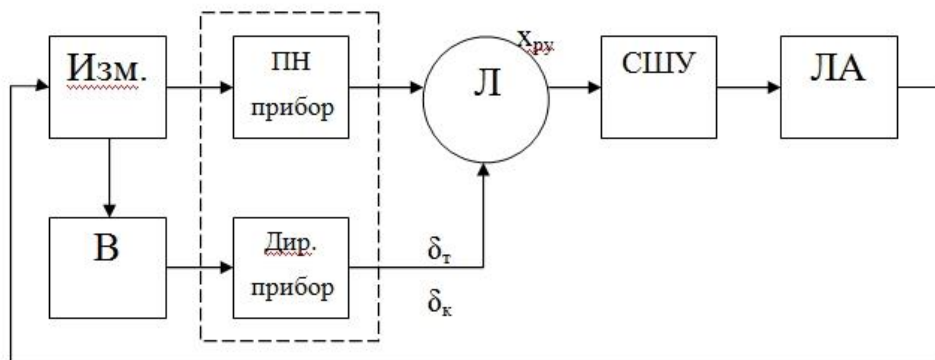 Изм.
ПН
прибор
Л
xру
СШУ
ЛА
В
Дир.
прибор
δт
δк